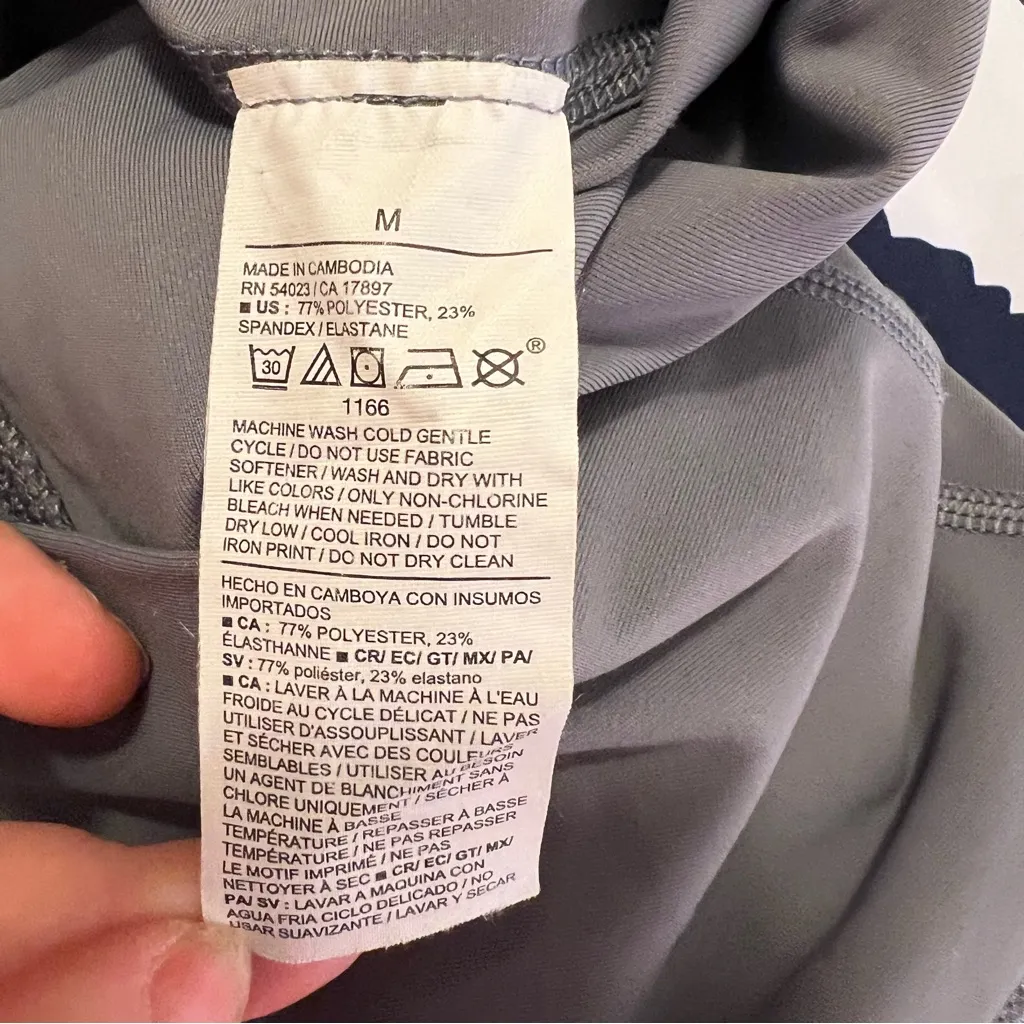 M
MADE IN CAMBODIA
RN 54023 / CA 17897
■ US : 77% POLYESTER, 23%
SPANDEX / ELASTANE
30
®
1166
MACHINE WASH COLD GENTLE
CYCLE / DO NOT USE FABRIC
SOFTENER / WASH AND DRY WITH
LIKE COLORS / ONLY NON-CHLORINE
BLEACH WHEN NEEDED / TUMBLE
DRY LOW / COOL IRON / DO NOT
IRON PRINT / DO NOT DRY CLEAN
HECHO EN CAMBOYA CON INSUMOS
IMPORTADOS
■ CA : 77% POLYESTER, 23%
ÉLASTHANNE ■ CR/ EC/ GT/ MX/ PA/
SV : 77% poliéster, 23% elastano
■ CA : LAVER À LA MACHINE À L'EAU
FROIDE AU CYCLE DÉLICAT / NE PAS
UTILISER D'ASSOUPLISSANT / LAVER
ET SÉCHER AVEC DES COULEURS
SEMBLABLES / UTILISER AU BESOIN
UN AGENT DE BLANCHIMENT SANS
CHLORE UNIQUEMENT / SÉCHER À
LA MACHINE À BASSE
TEMPÉRATURE / REPASSER À BASSE
TEMPÉRATURE / NE PAS REPASSER
LE MOTIF IMPRIMÉ / NE PAS
NETTOYER À SEC ■ CR/ EC/ GT/ MX/
PA/ SV : LAVAR A MAQUINA CON
AGUA FRIA CICLO DELICADO / NO
USAR SUAVIZANTE / LAVAR Y SECAR